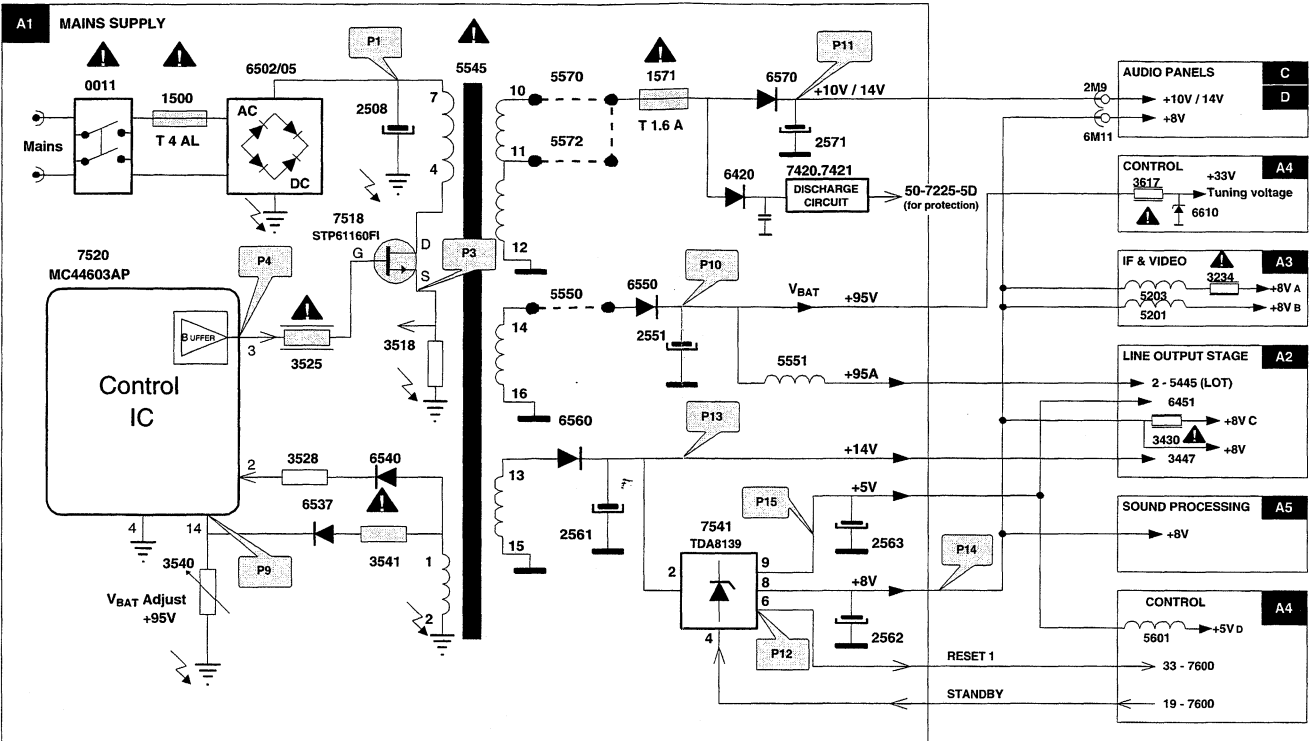 A1 MAINS SUPPLY
0011
1500
T 4 AL
Mains
6502/05
AC
DC
P1
2508
7
4
5545
7518
STP61160FI
G
D
S
P3
P4
7520
MC44603AP
BUFFER
3
3525
3518
Control
IC
2
3528
6540
6537
3541
4
14
3540
P9
VBAT Adjust
+95V
1
2
10
11
12
5570
5572
1571
T 1.6 A
6570
P11
+10V / 14V
2571
6420
7420.7421
DISCHARGE
CIRCUIT
50-7225-5D
(for protection)
14
16
5550
6550
P10
VBAT
+95V
2551
5551
+95A
6560
P13
+14V
13
15
2561
P15
+5V
7541
TDA8139
2
9
8
6
4
2563
+8V
P14
2562
P12
RESET 1
STANDBY
AUDIO PANELS
C
D
2M9
+10V / 14V
+8V
6M11
CONTROL
A4
3617
+33V
Tuning voltage
6610
IF & VIDEO
A3
3234
5203
+8V A
5201
+8V B
LINE OUTPUT STAGE
A2
2 - 5445 (LOT)
6451
+8V C
3430
+8V
3447
SOUND PROCESSING
A5
+8V
CONTROL
A4
5601
+5V D
33 - 7600
19 - 7600